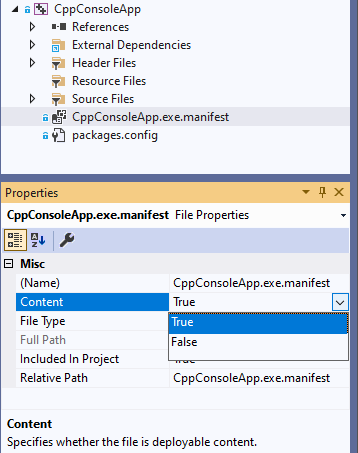 CppConsoleApp
References
External Dependencies
Header Files
Resource Files
Source Files
CppConsoleApp.exe.manifest
packages.config
Properties
CppConsoleApp.exe.manifest File Properties
Misc
(Name) CppConsoleApp.exe.manifest
Content True
File Type True
Full Path False
Included In Project True
Relative Path CppConsoleApp.exe.manifest
Content
Specifies whether the file is deployable content.